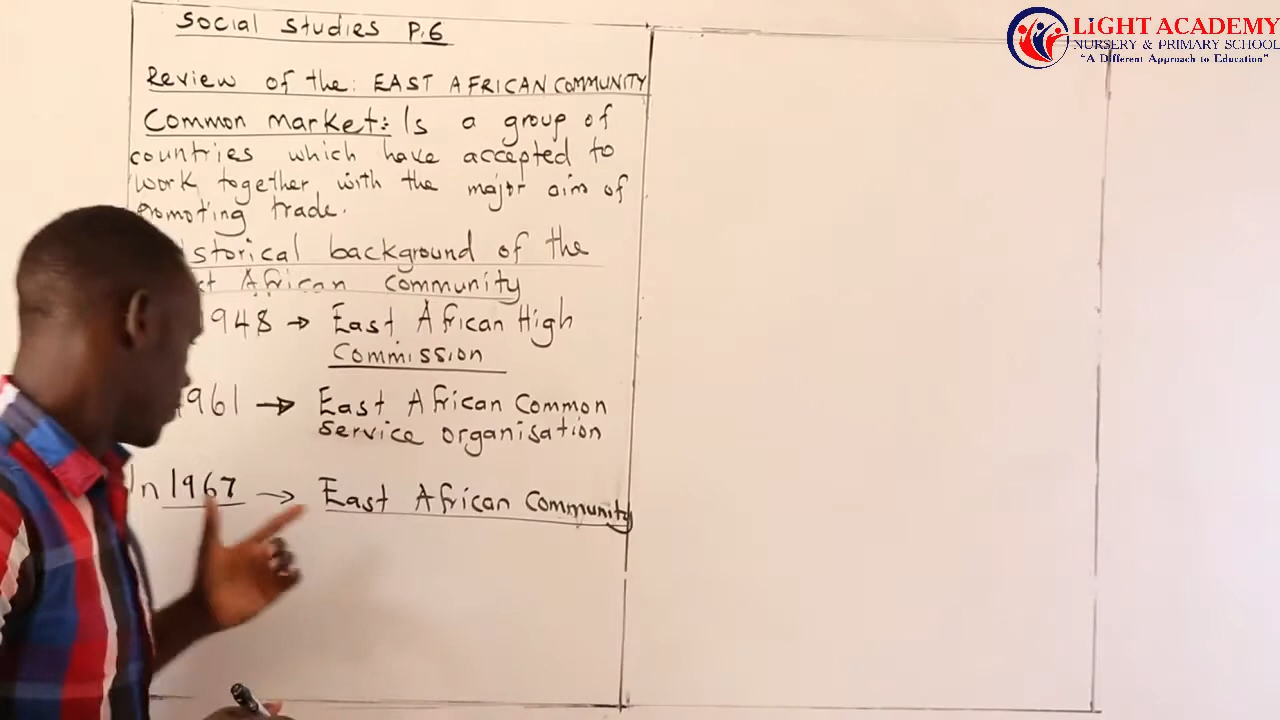 Social Studies P.6
LIGHT ACADEMY
NURSERY & PRIMARY SCHOOL
"A Different Approach to Education"
Review of the: EAST AFRICAN COMMUNITY
Common market: Is a group of
countries which have accepted to
work together with the major aim of
promoting trade.
storical background of the
African Community
1948 → East African High
Commission
1961 → East African Common
Service organisation
In 1967 → East African Community